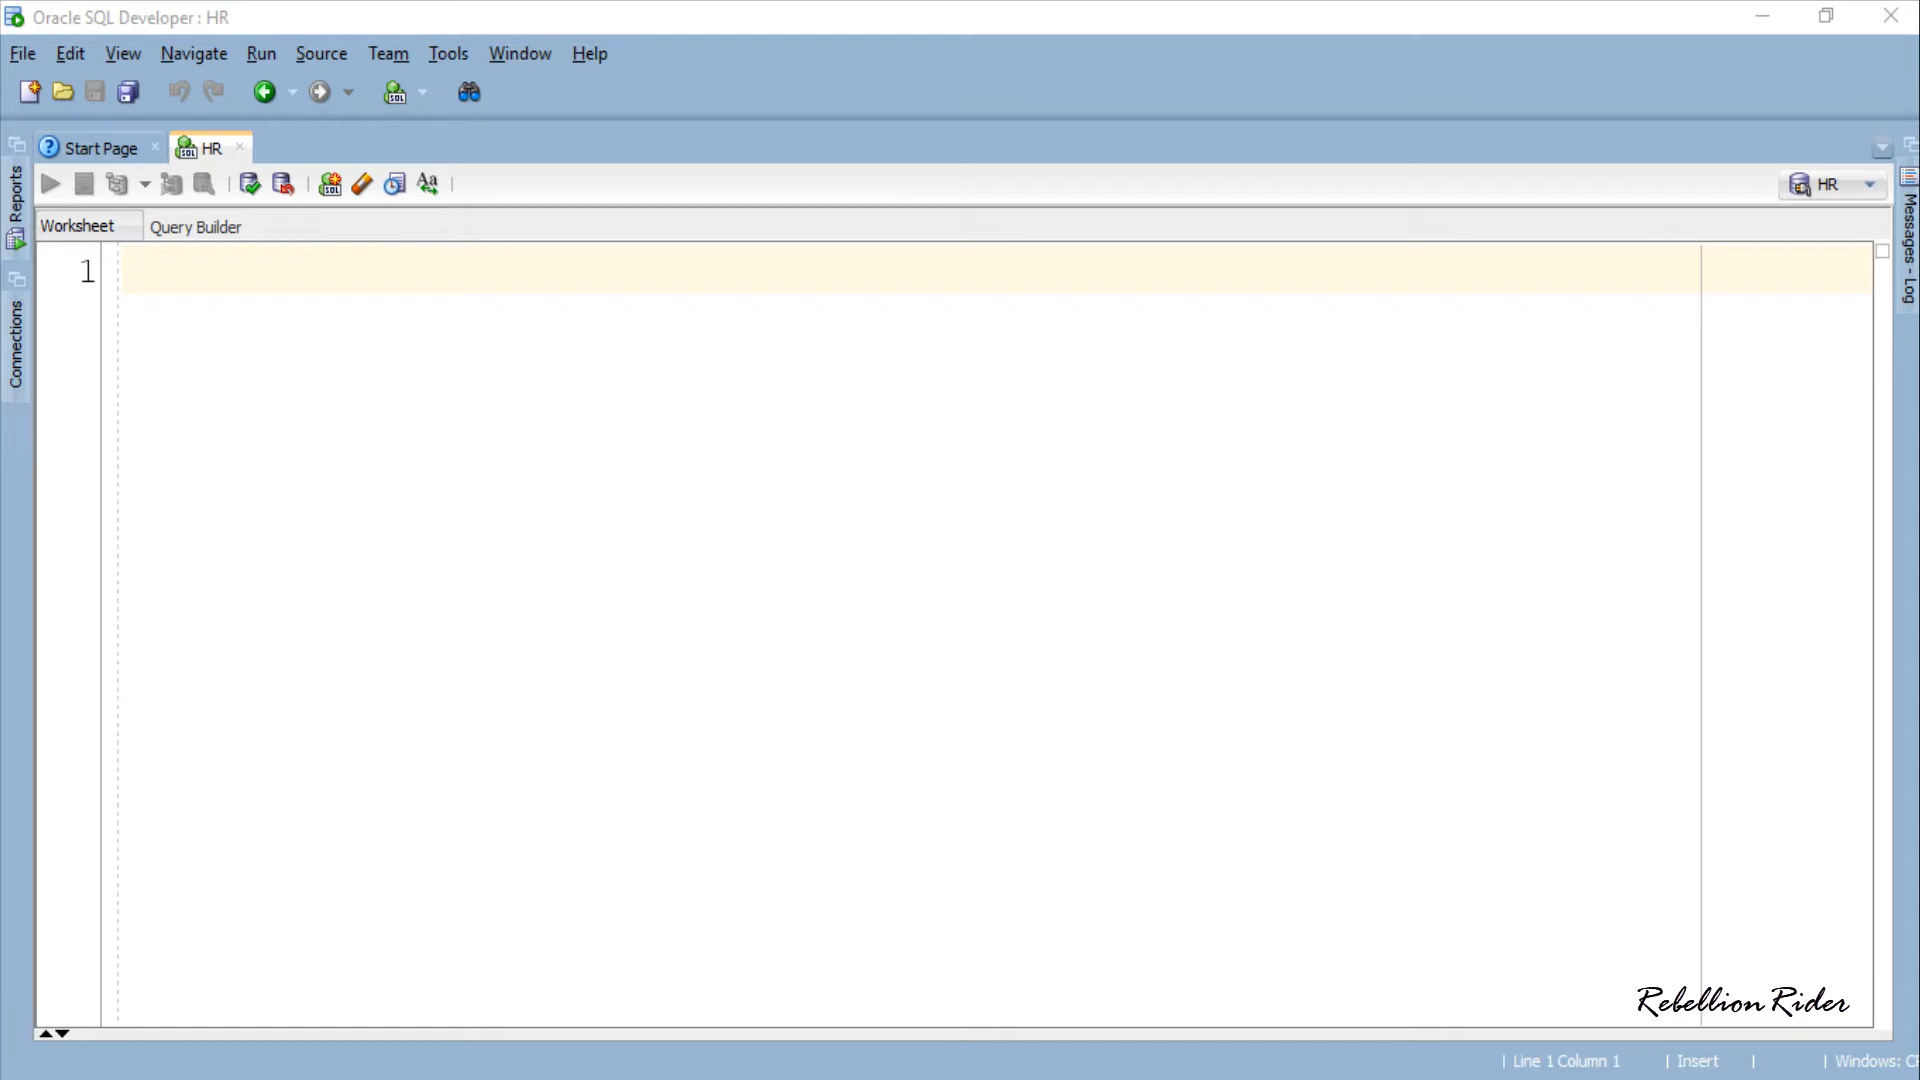 Oracle SQL Developer : HR
File Edit View Navigate Run Source Team Tools Window Help
Start Page HR
HR
Worksheet Query Builder
1
Reports
Connections
Messages - Log
Rebellion Rider
Line 1 Column 1 Insert Windows: CR